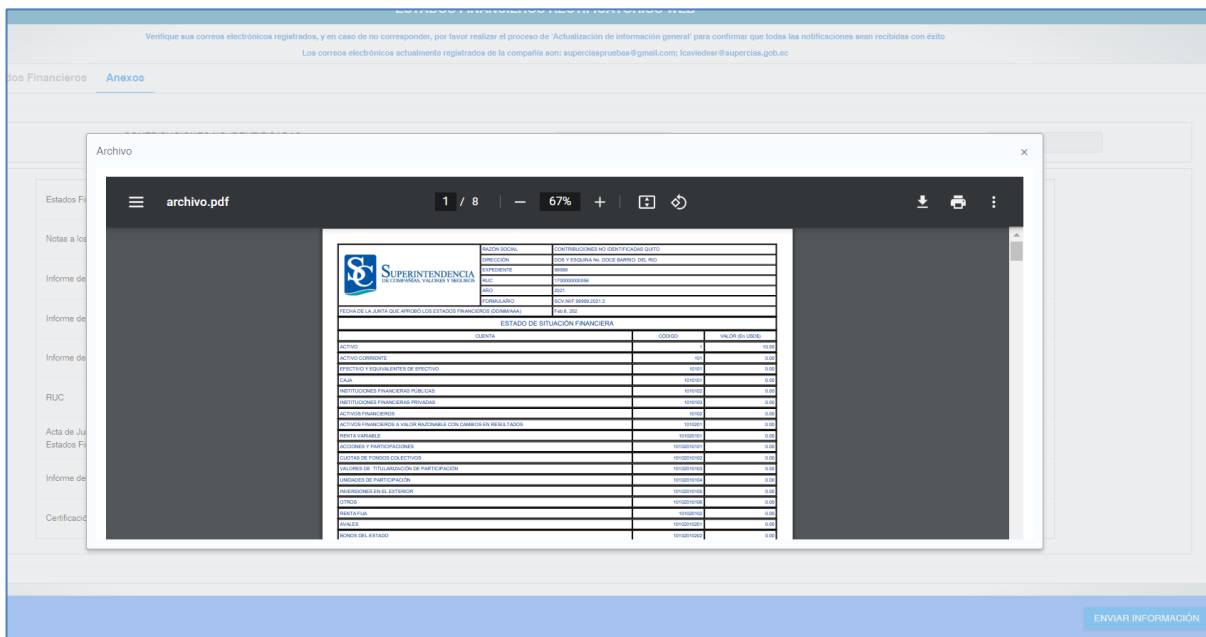 ESTADOS FINANCIEROS RECTIFICATORIOS WEB
Verifique sus correos electrónicos registrados, y en caso de no corresponder, por favor realizar el proceso de 'Actualización de información general' para confirmar que todas las notificaciones sean recibidas con éxito
Los correos electrónicos actualmente registrados de la compañía son: superciaspruebas@gmail.com; lcaviedesr@supercias.gob.ec
dos Financieros Anexos
Archivo ×
archivo.pdf 1 / 8 — 67% +
SC SUPERINTENDENCIA
DE COMPAÑÍAS, VALORES Y SEGUROS
RAZÓN SOCIAL CONTRIBUCIONES NO IDENTIFICADAS QUITO
DIRECCIÓN DOS Y ESQUINA No. DOCE BARRIO: DEL RIO
EXPEDIENTE 99999
RUC
AÑO 2021
FORMULARIO SCV.NIIF.99999.2021.2
FECHA DE LA JUNTA QUE APROBÓ LOS ESTADOS FINANCIEROS (DD/MM/AAA) Feb 8, 202
ESTADO DE SITUACIÓN FINANCIERA
CUENTA CÓDIGO VALOR (En USD$)
ACTIVO 1 10.00
ACTIVO CORRIENTE 101 0.00
EFECTIVO Y EQUIVALENTES DE EFECTIVO 10101 0.00
CAJA 1010101 0.00
INSTITUCIONES FINANCIERAS PÚBLICAS 1010102 0.00
INSTITUCIONES FINANCIERAS PRIVADAS 1010103 0.00
ACTIVOS FINANCIEROS 10102 0.00
ACTIVOS FINANCIEROS A VALOR RAZONABLE CON CAMBIOS EN RESULTADOS 1010201 0.00
RENTA VARIABLE 101020101 0.00
ACCIONES Y PARTICIPACIONES 10102010101 0.00
CUOTAS DE FONDOS COLECTIVOS 10102010102 0.00
VALORES DE TITULARIZACIÓN DE PARTICIPACIÓN 10102010103 0.00
UNIDADES DE PARTICIPACIÓN 10102010104 0.00
INVERSIONES EN EL EXTERIOR 10102010105 0.00
OTROS 10102010106 0.00
RENTA FIJA 101020102 0.00
AVALES 10102010201 0.00
BONOS DEL ESTADO 10102010202 0.00
Estados Fi
Notas a los
Informe de
Informe de
Informe de
RUC
Acta de Ju
Estados Fi
Informe de
Certificació
ENVIAR INFORMACIÓN